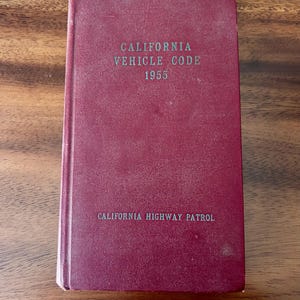 CALIFORNIA
VEHICLE CODE
1955
CALIFORNIA HIGHWAY PATROL